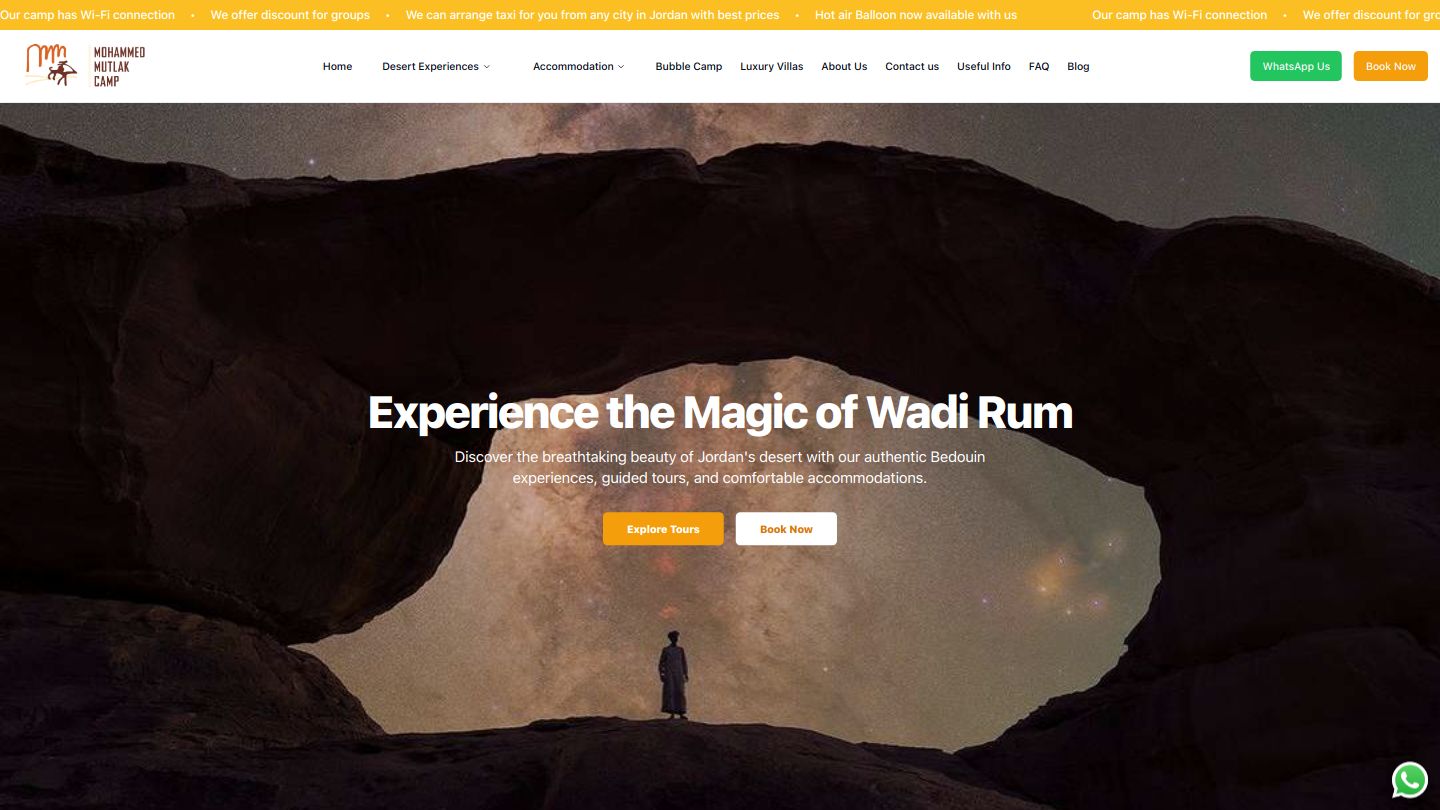 Our camp has Wi-Fi connection • We offer discount for groups • We can arrange taxi for you from any city in Jordan with best prices • Hot air Balloon now available with us Our camp has Wi-Fi connection • We offer discount for gro
MOHAMMED
MUTLAK
CAMP
Home Desert Experiences Accommodation Bubble Camp Luxury Villas About Us Contact us Useful Info FAQ Blog WhatsApp Us Book Now
Experience the Magic of Wadi Rum
Discover the breathtaking beauty of Jordan's desert with our authentic Bedouin
experiences, guided tours, and comfortable accommodations.
Explore Tours Book Now